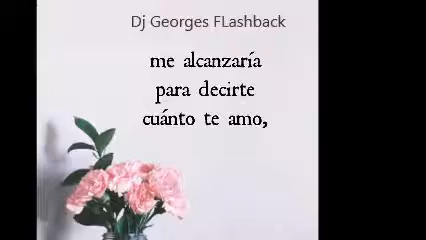 Dj Georges FLashback
me alcanzaría
para decirte
cuánto te amo,